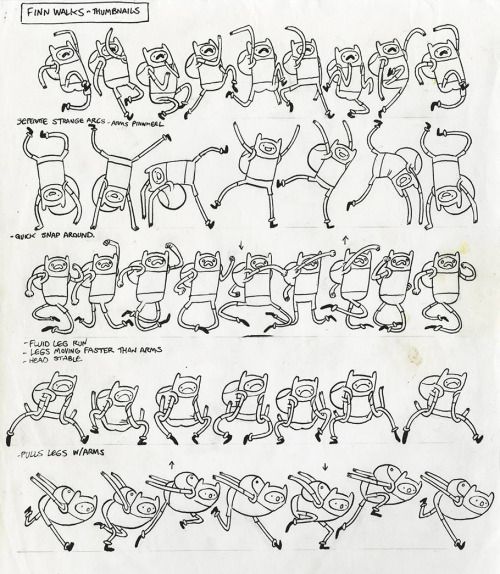 FINN WALKS - THUMBNAILS
DEFINITE STRANGE ARCS - ARMS PINWHEEL
- QUICK SNAP AROUND.
- FLUID LEG RUN
- LEGS MOVING FASTER THAN ARMS
- HEAD STABLE.
- PULLS LEGS W/ARMS